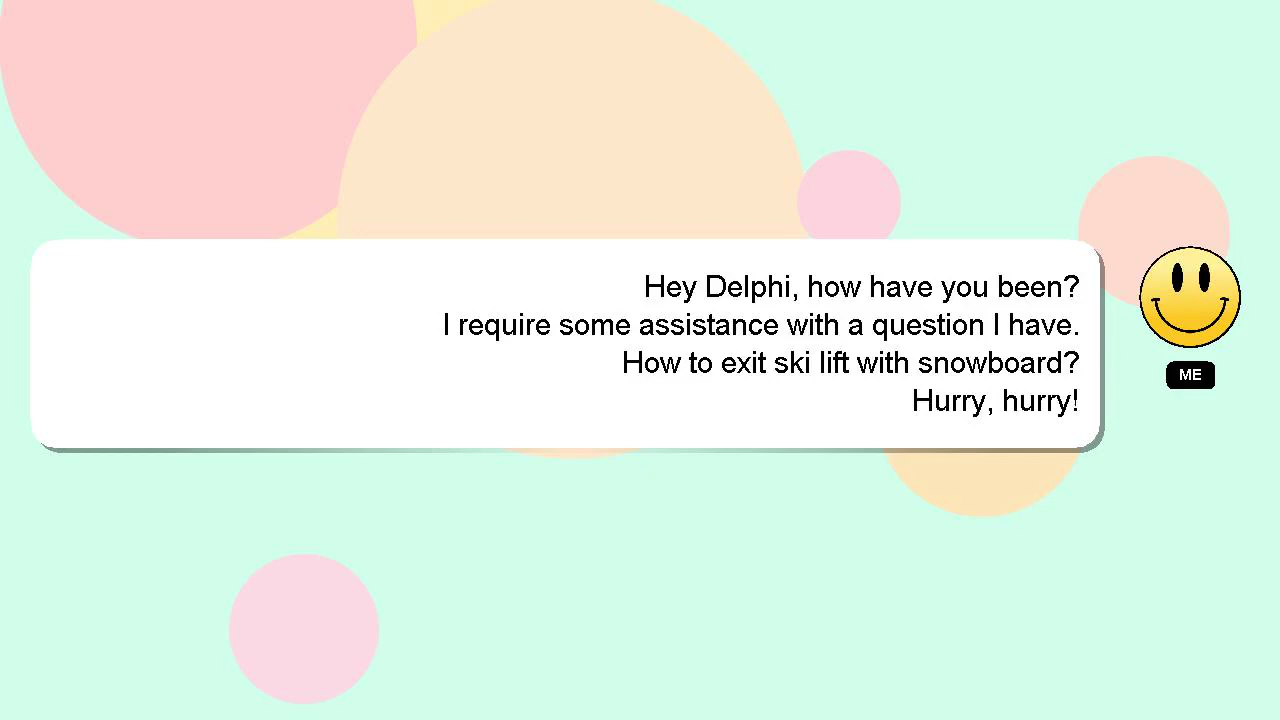 Hey Delphi, how have you been?
I require some assistance with a question I have.
How to exit ski lift with snowboard?
Hurry, hurry!
ME